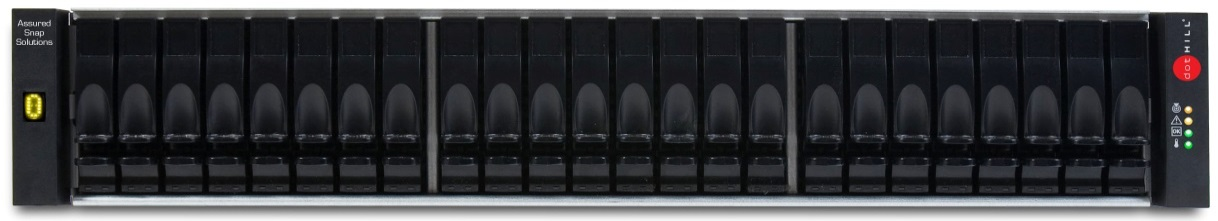 Assured
Snap
Solutions
0
dot HILL
OK